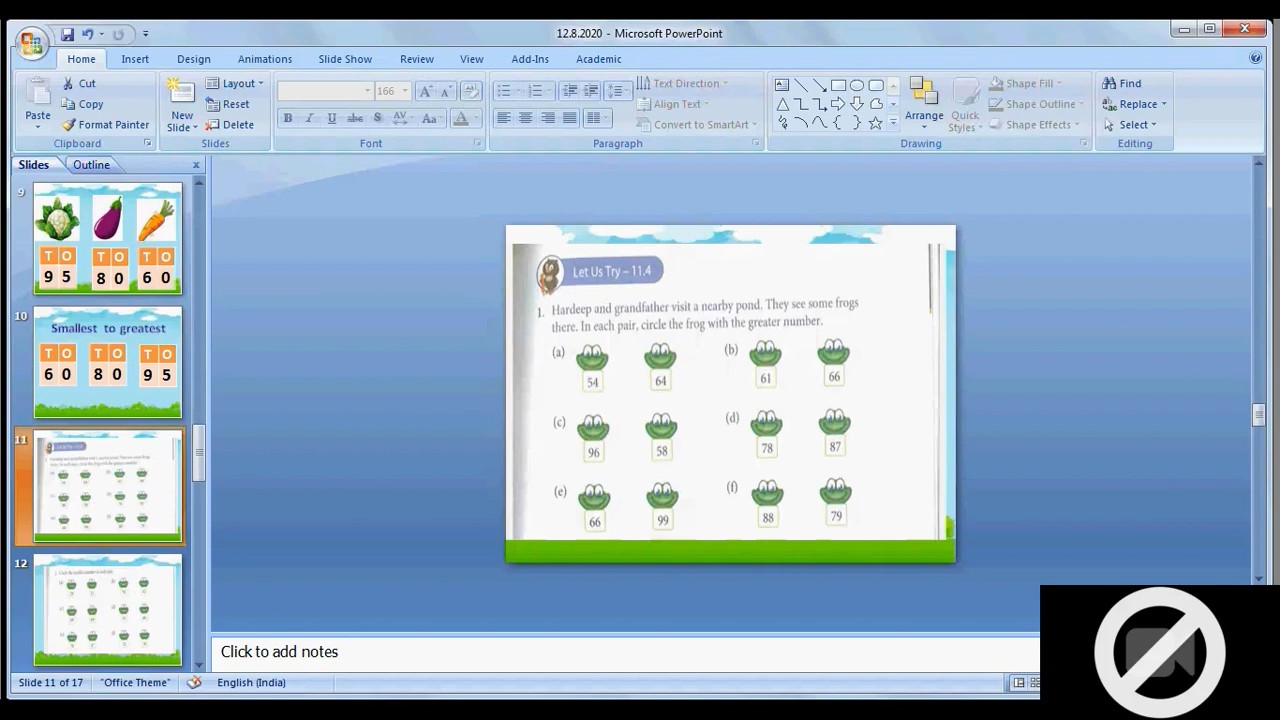 12.8.2020 - Microsoft PowerPoint
Home Insert Design Animations Slide Show Review View Add-Ins Academic
Cut Layout 166 Text Direction Shape Fill Find
Copy Reset Align Text Shape Outline Replace
Paste Format Painter New Slide Delete B I U abc S AV Aa A Convert to SmartArt Arrange Quick Styles Shape Effects Select
Clipboard Slides Font Paragraph Drawing Editing
Slides Outline
9
T O T O T O
9 5 8 0 6 0
10
Smallest to greatest
T O T O T O
6 0 8 0 9 5
11
12
Let Us Try – 11.4
1. Hardeep and grandfather visit a nearby pond. They see some frogs
there. In each pair, circle the frog with the greater number.
(a) (b)
54 64 61 66
(c) (d)
96 58 78 87
(e) (f)
66 99 88 79
Click to add notes
Slide 11 of 17 "Office Theme" English (India)